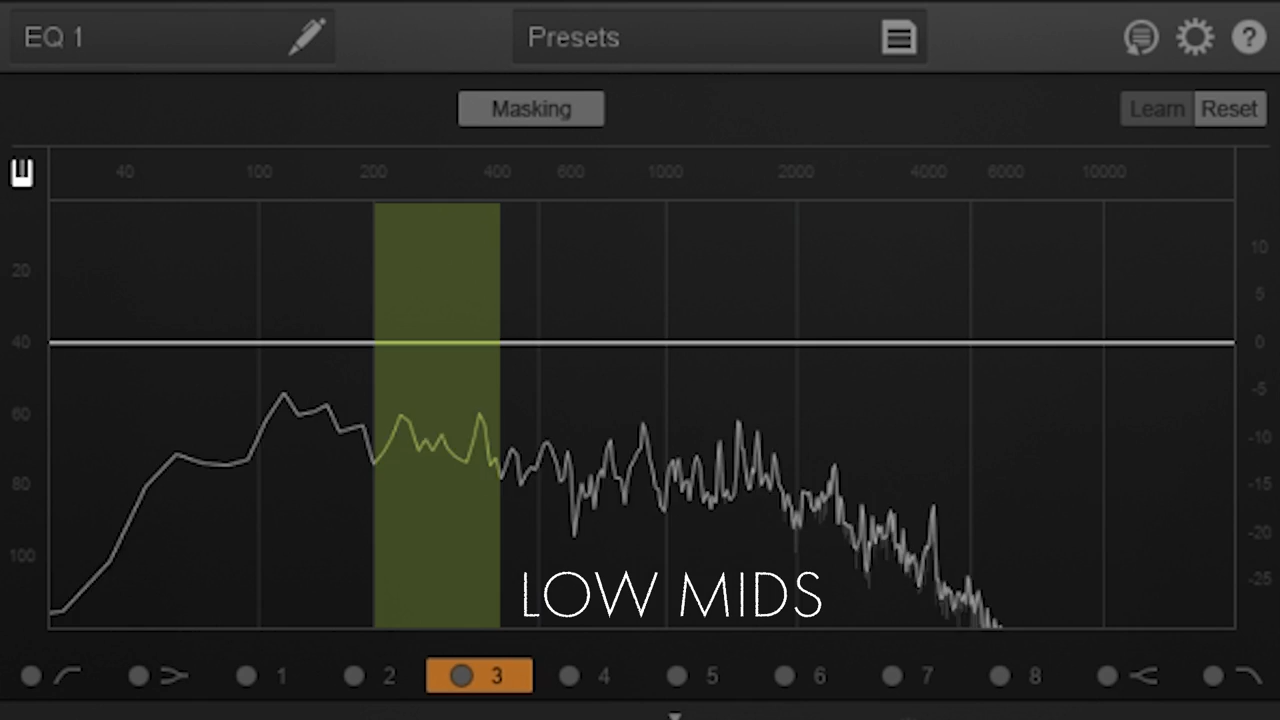 EQ 1 Presets ?
Masking Learn Reset
40 100 200 400 600 1000 2000 4000 6000 10000
20 10
5
40 0
-5
60
-10
80 -15
-20
100
-25
LOW MIDS
1 2 3 4 5 6 7 8